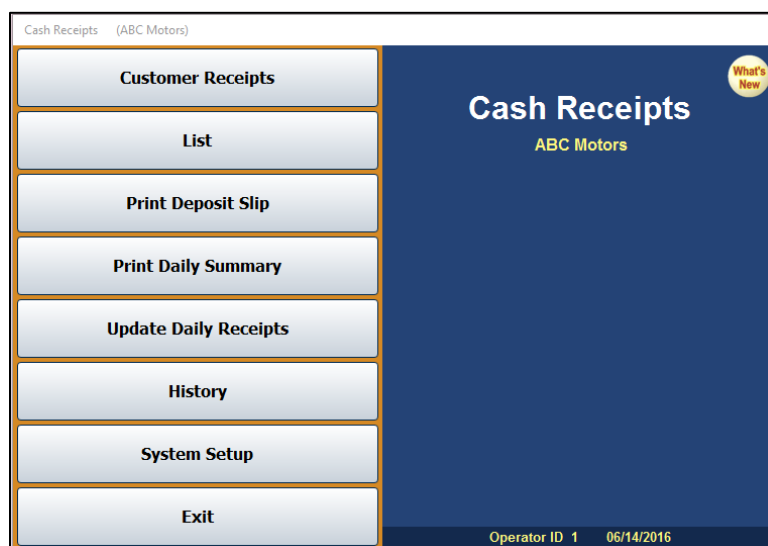 Cash Receipts (ABC Motors)
Customer Receipts
List
Print Deposit Slip
Print Daily Summary
Update Daily Receipts
History
System Setup
Exit
What's
New
Cash Receipts
ABC Motors
Operator ID 1 06/14/2016